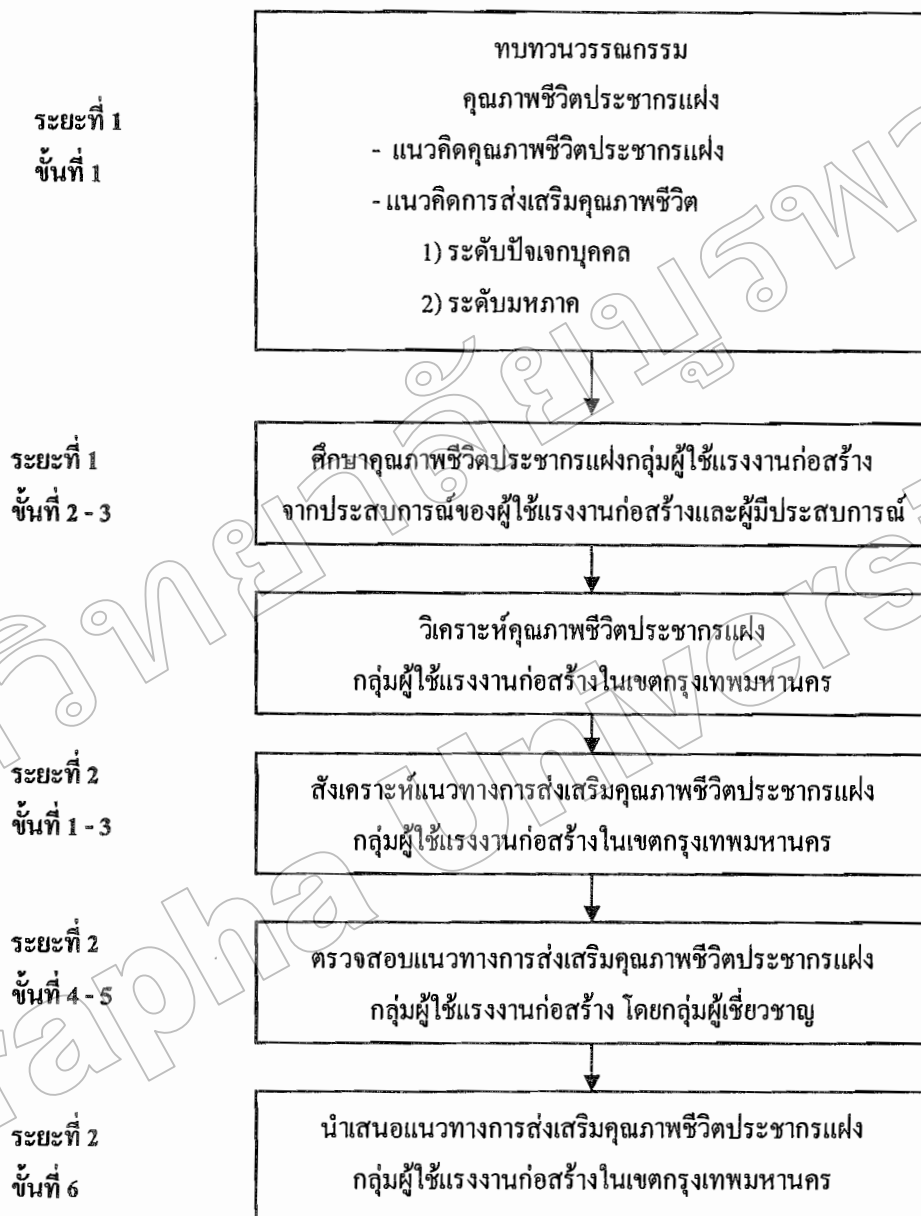 ระยะที่ 1
ขั้นที่ 1
ทบทวนวรรณกรรม
คุณภาพชีวิตประชากรแฝง
- แนวคิดคุณภาพชีวิตประชากรแฝง
- แนวคิดการส่งเสริมคุณภาพชีวิต
1) ระดับปัจเจกบุคคล
2) ระดับมหภาค
ระยะที่ 1
ขั้นที่ 2 - 3
ศึกษาคุณภาพชีวิตประชากรแฝงกลุ่มผู้ใช้แรงงานก่อสร้าง
จากประสบการณ์ของผู้ใช้แรงงานก่อสร้างและผู้มีประสบการณ์
วิเคราะห์คุณภาพชีวิตประชากรแฝง
กลุ่มผู้ใช้แรงงานก่อสร้างในเขตกรุงเทพมหานคร
ระยะที่ 2
ขั้นที่ 1 - 3
สังเคราะห์แนวทางการส่งเสริมคุณภาพชีวิตประชากรแฝง
กลุ่มผู้ใช้แรงงานก่อสร้างในเขตกรุงเทพมหานคร
ระยะที่ 2
ขั้นที่ 4 - 5
ตรวจสอบแนวทางการส่งเสริมคุณภาพชีวิตประชากรแฝง
กลุ่มผู้ใช้แรงงานก่อสร้าง โดยกลุ่มผู้เชี่ยวชาญ
ระยะที่ 2
ขั้นที่ 6
นำเสนอแนวทางการส่งเสริมคุณภาพชีวิตประชากรแฝง
กลุ่มผู้ใช้แรงงานก่อสร้างในเขตกรุงเทพมหานคร